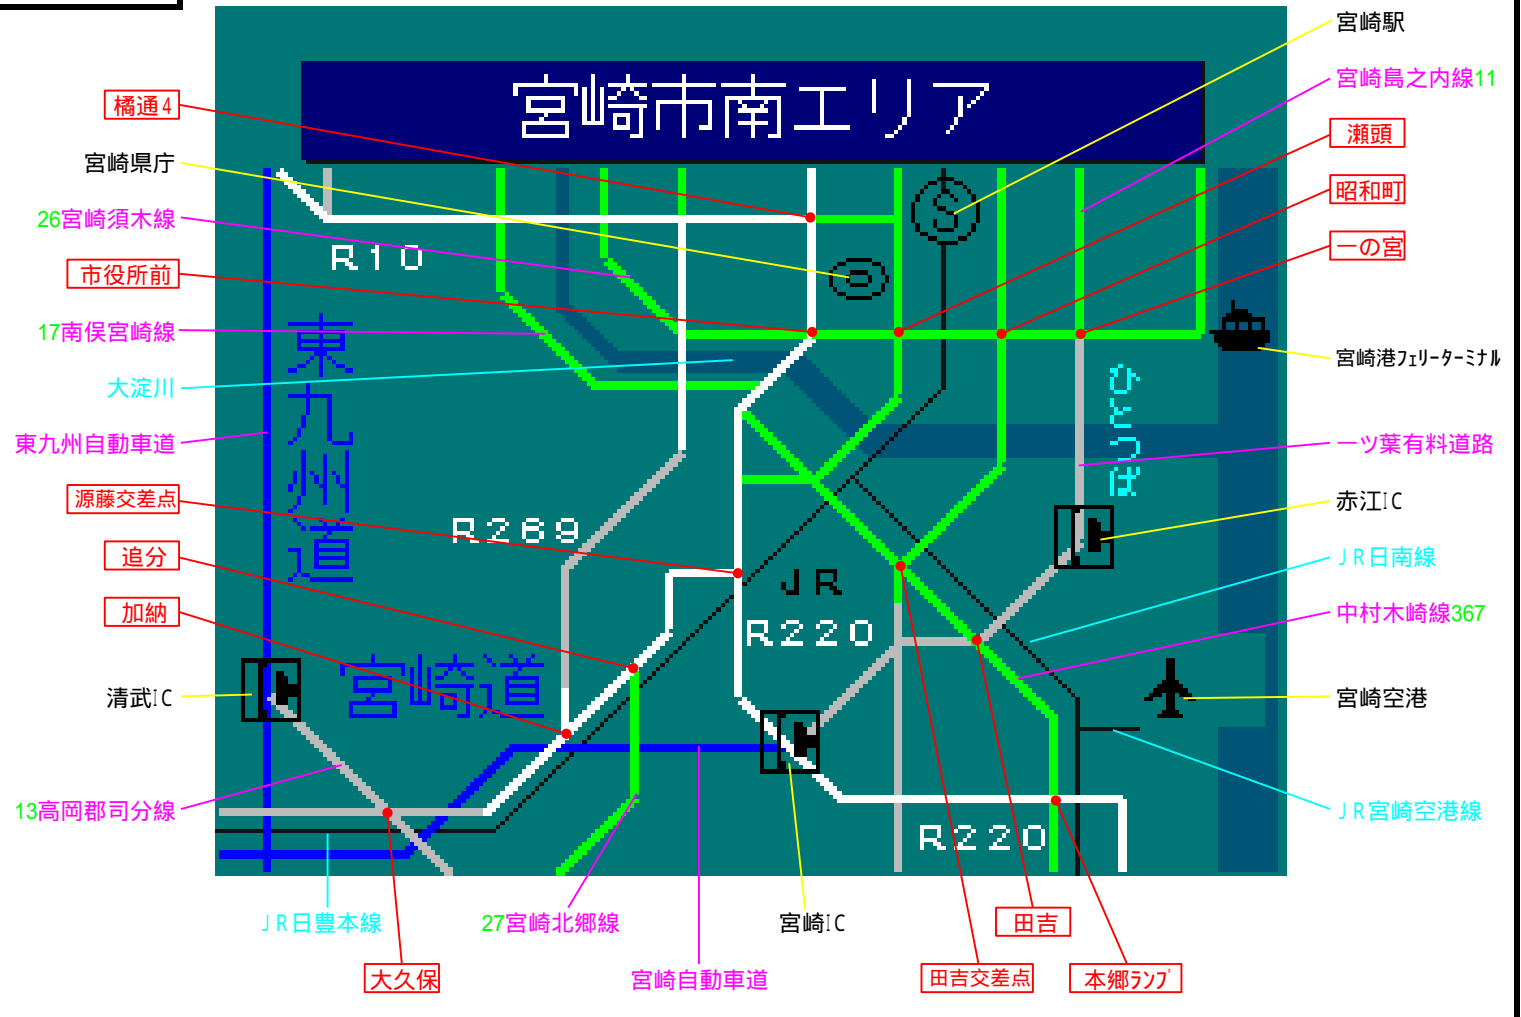 宮崎駅
宮崎市南エリア
宮崎島之内線11
橘通4
瀬頭
宮崎県庁
昭和町
26宮崎須木線
一の宮
R10
市役所前
17南俣宮崎線
宮崎港フェリーターミナル
大淀川
東九州道
ひとつば
東九州自動車道
一ツ葉有料道路
源藤交差点
赤江IC
R269
追分
JR日南線
JR
加納
中村木崎線367
R220
清武IC
宮崎道
宮崎空港
13高岡郡司分線
JR宮崎空港線
R220
JR日豊本線
27宮崎北郷線
宮崎IC
田吉
大久保
宮崎自動車道
田吉交差点
本郷ランプ